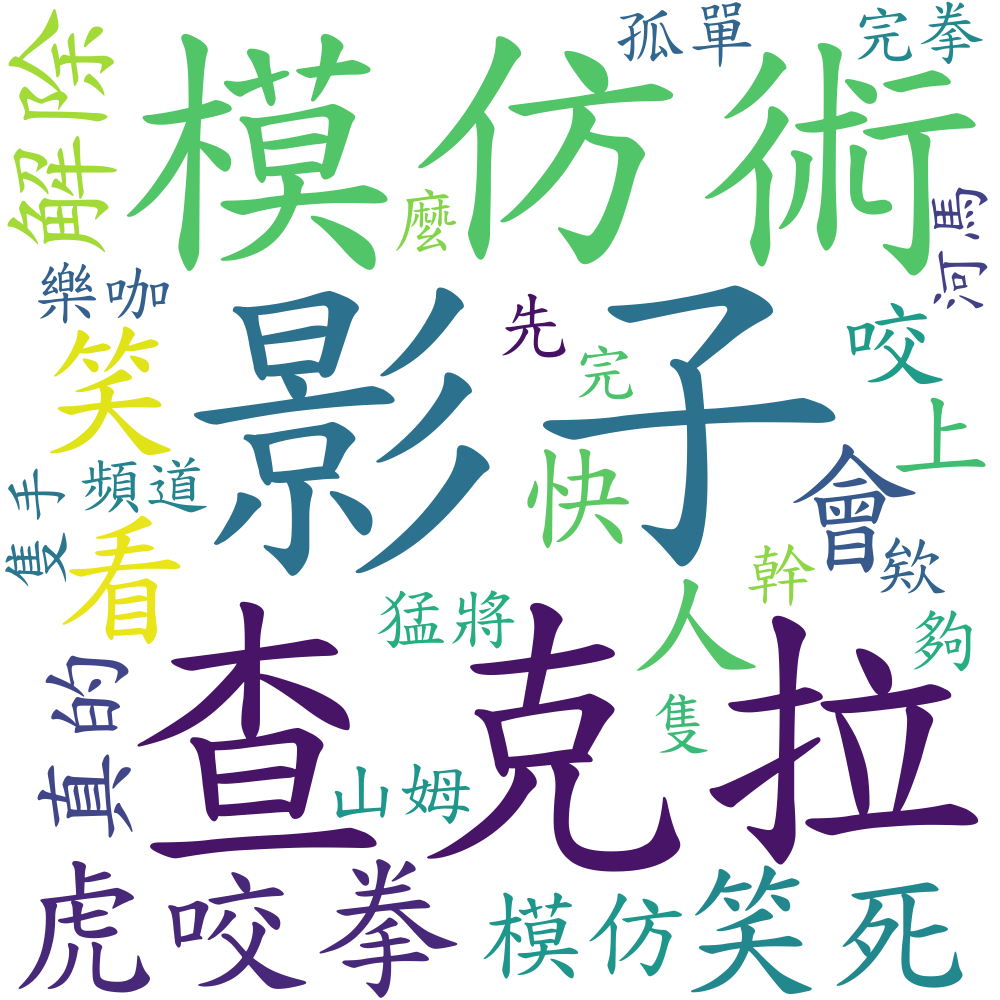 孤單
完拳
解除
模仿術
麼
河馬
樂咖
影子
先
咬
笑
完
上
頻道
快
會
隻手
看
幹
欸
猛將
人
夠
真的
查克拉
隻
山姆
虎咬拳
模仿
笑死